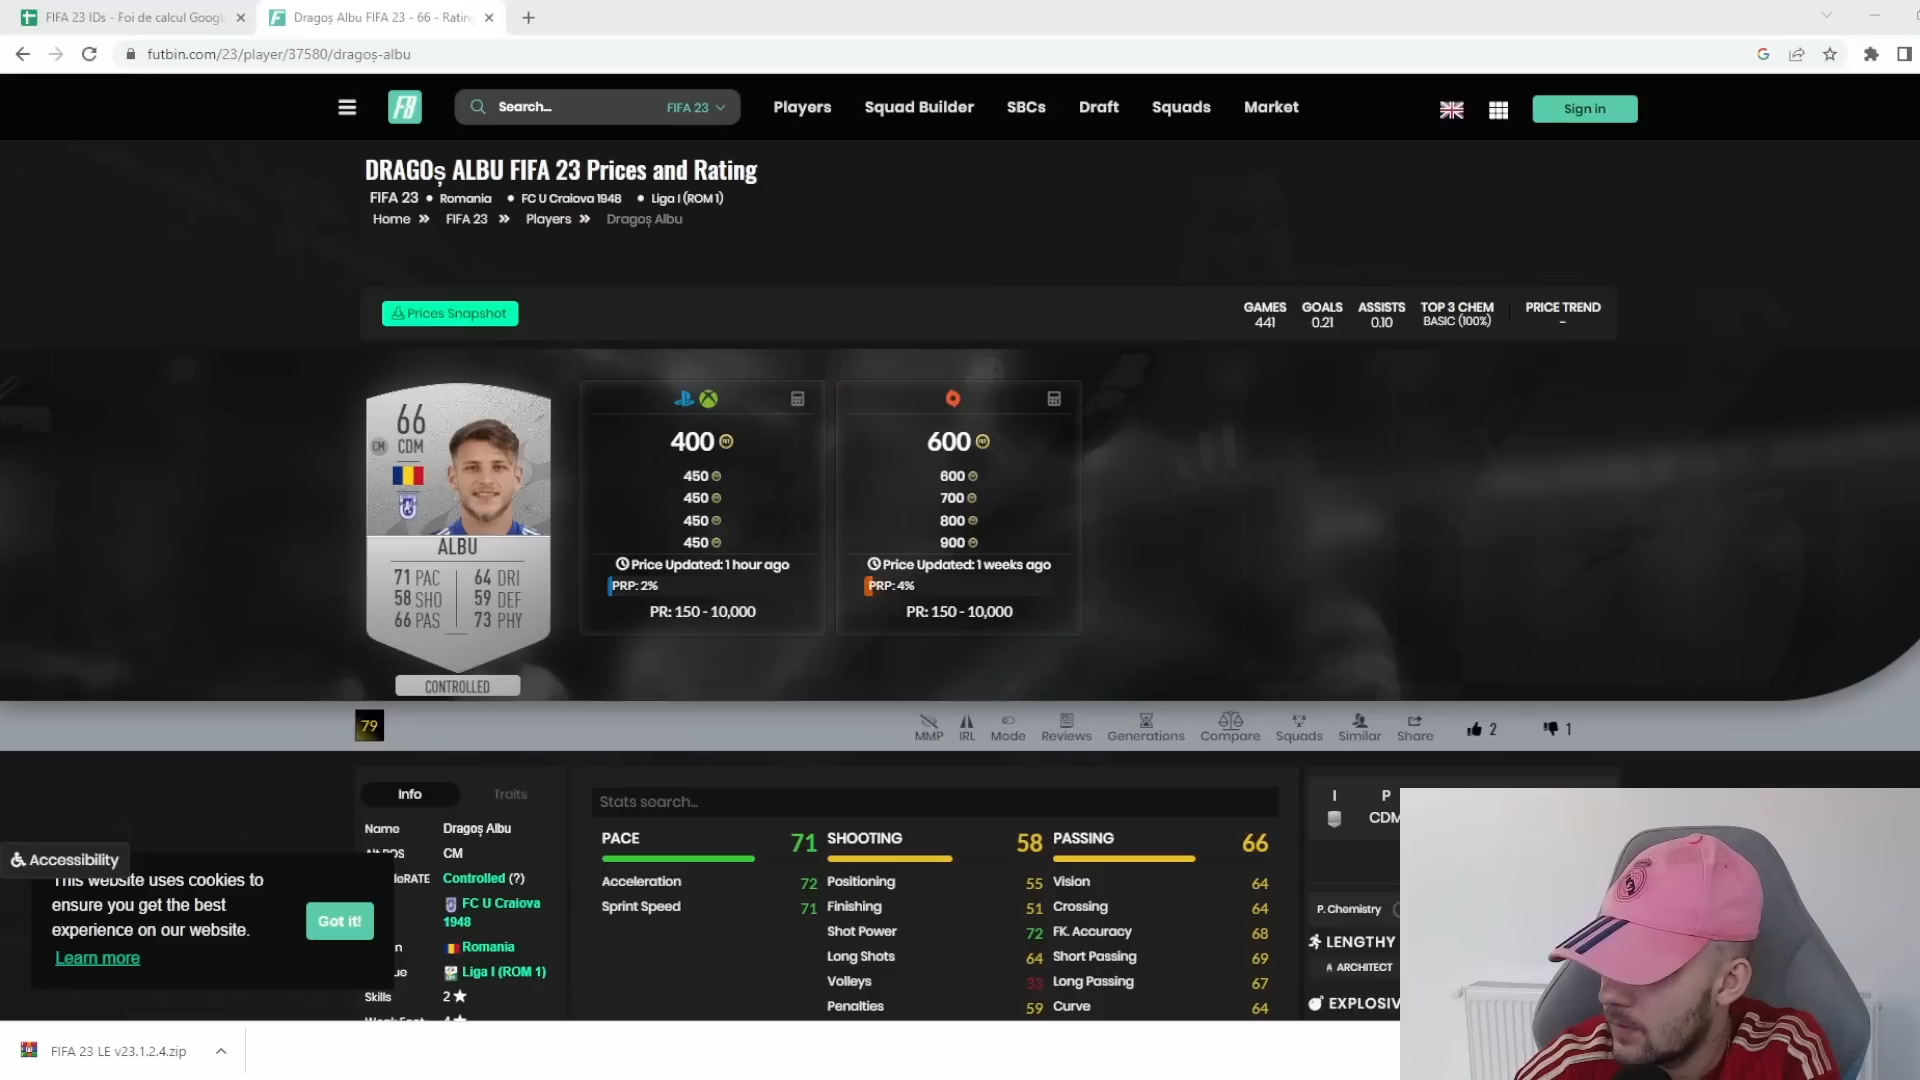 FIFA 23 IDs - Foi de calcul Googl
Dragoș Albu FIFA 23 - 66 - Ratin
futbin.com/23/player/37580/dragoș-albu
Search...
FIFA 23
Players
Squad Builder
SBCs
Draft
Squads
Market
Sign in
DRAGOș ALBU FIFA 23 Prices and Rating
FIFA 23 • Romania • FC U Craiova 1948 • Liga I (ROM 1)
Home » FIFA 23 » Players » Dragoș Albu
Prices Snapshot
GAMES
441
GOALS
0.21
ASSISTS
0.10
TOP 3 CHEM
BASIC (100%)
PRICE TREND
-
66
CM CDM
ALBU
71 PAC 64 DRI
58 SHO 59 DEF
66 PAS 73 PHY
CONTROLLED
400
450
450
450
450
Price Updated: 1 hour ago
PRP: 2%
PR: 150 - 10,000
600
600
700
800
900
Price Updated: 1 weeks ago
PRP: 4%
PR: 150 - 10,000
79
MMP
IRL
Mode
Reviews
Generations
Compare
Squads
Similar
Share
2
1
Info
Traits
Name Dragoș Albu
CM
Controlled (?)
FC U Craiova
1948
Romania
Liga I (ROM 1)
Skills 2★
Stats search...
PACE 71
Acceleration 72
Sprint Speed 71
SHOOTING 58
Positioning 55
Finishing 51
Shot Power 72
Long Shots 64
Volleys 33
Penalties 59
PASSING 66
Vision 64
Crossing 64
FK. Accuracy 68
Short Passing 69
Long Passing 67
Curve 64
I P
CDM
P. Chemistry
LENGTHY
ARCHITECT
EXPLOSIV
Accessibility
This website uses cookies to
ensure you get the best
experience on our website.
Learn more
Got it!
FIFA 23 LE v23.1.2.4.zip